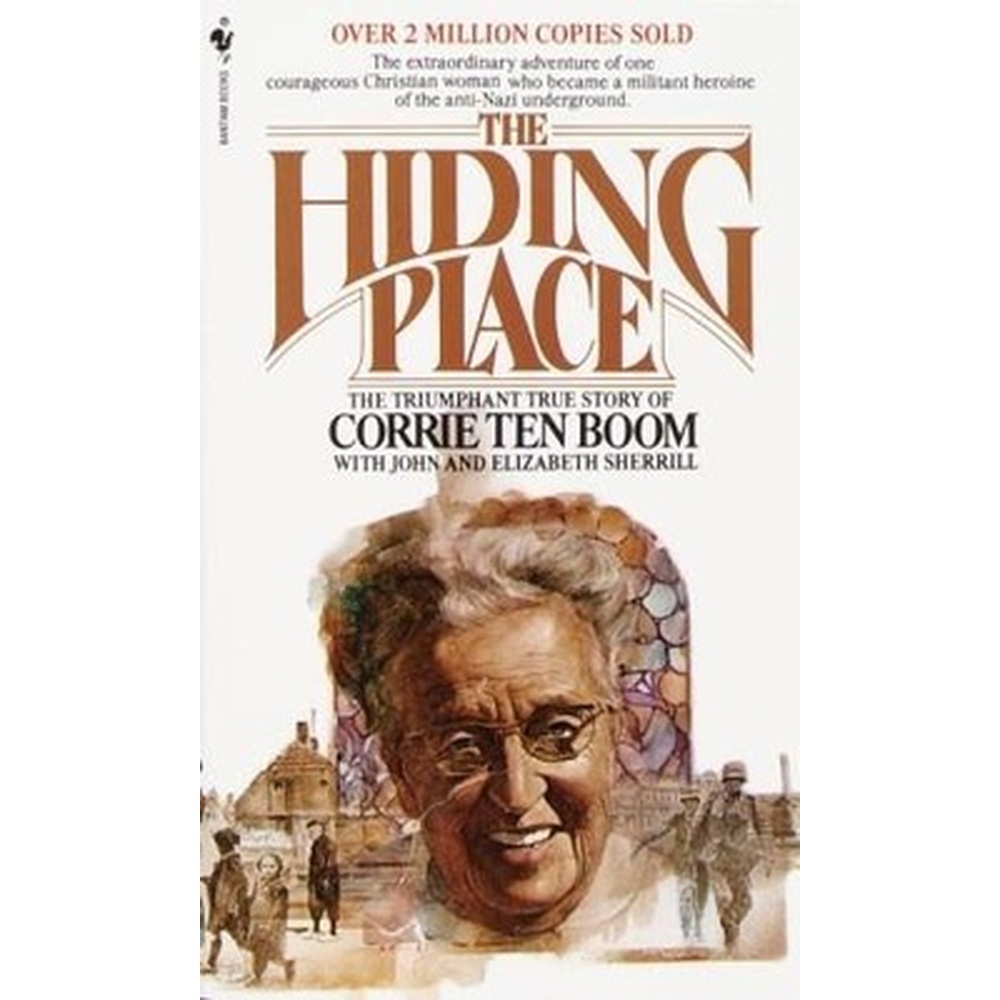 OVER 2 MILLION COPIES SOLD
The extraordinary adventure of one
courageous Christian woman who became a militant heroine
of the anti-Nazi underground.
THE
HIDING
PLACE
THE TRIUMPHANT TRUE STORY OF
CORRIE TEN BOOM
WITH JOHN AND ELIZABETH SHERRILL
BANTAM BOOKS